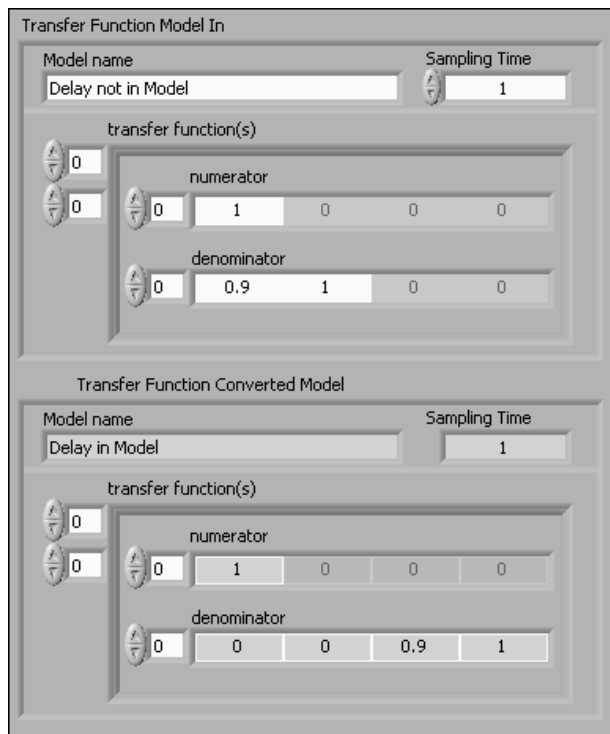 Transfer Function Model In
Model name
Sampling Time
Delay not in Model
1
transfer function(s)
0
0
numerator
0 1 0 0 0
denominator
0 0.9 1 0 0
Transfer Function Converted Model
Model name
Sampling Time
Delay in Model
1
transfer function(s)
0
0
numerator
0 1 0 0 0
denominator
0 0 0 0.9 1